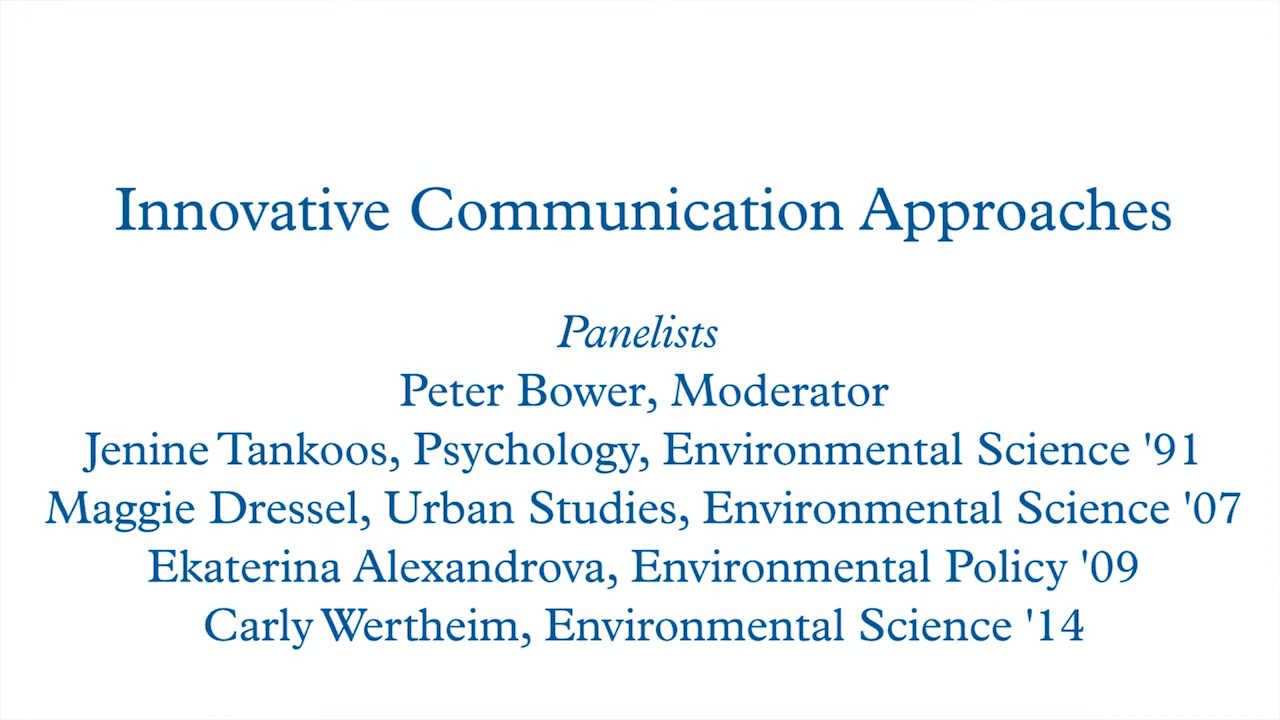 Innovative Communication Approaches
Panelists
Peter Bower, Moderator
Jenine Tankoos, Psychology, Environmental Science '91
Maggie Dressel, Urban Studies, Environmental Science '07
Ekaterina Alexandrova, Environmental Policy '09
Carly Wertheim, Environmental Science '14